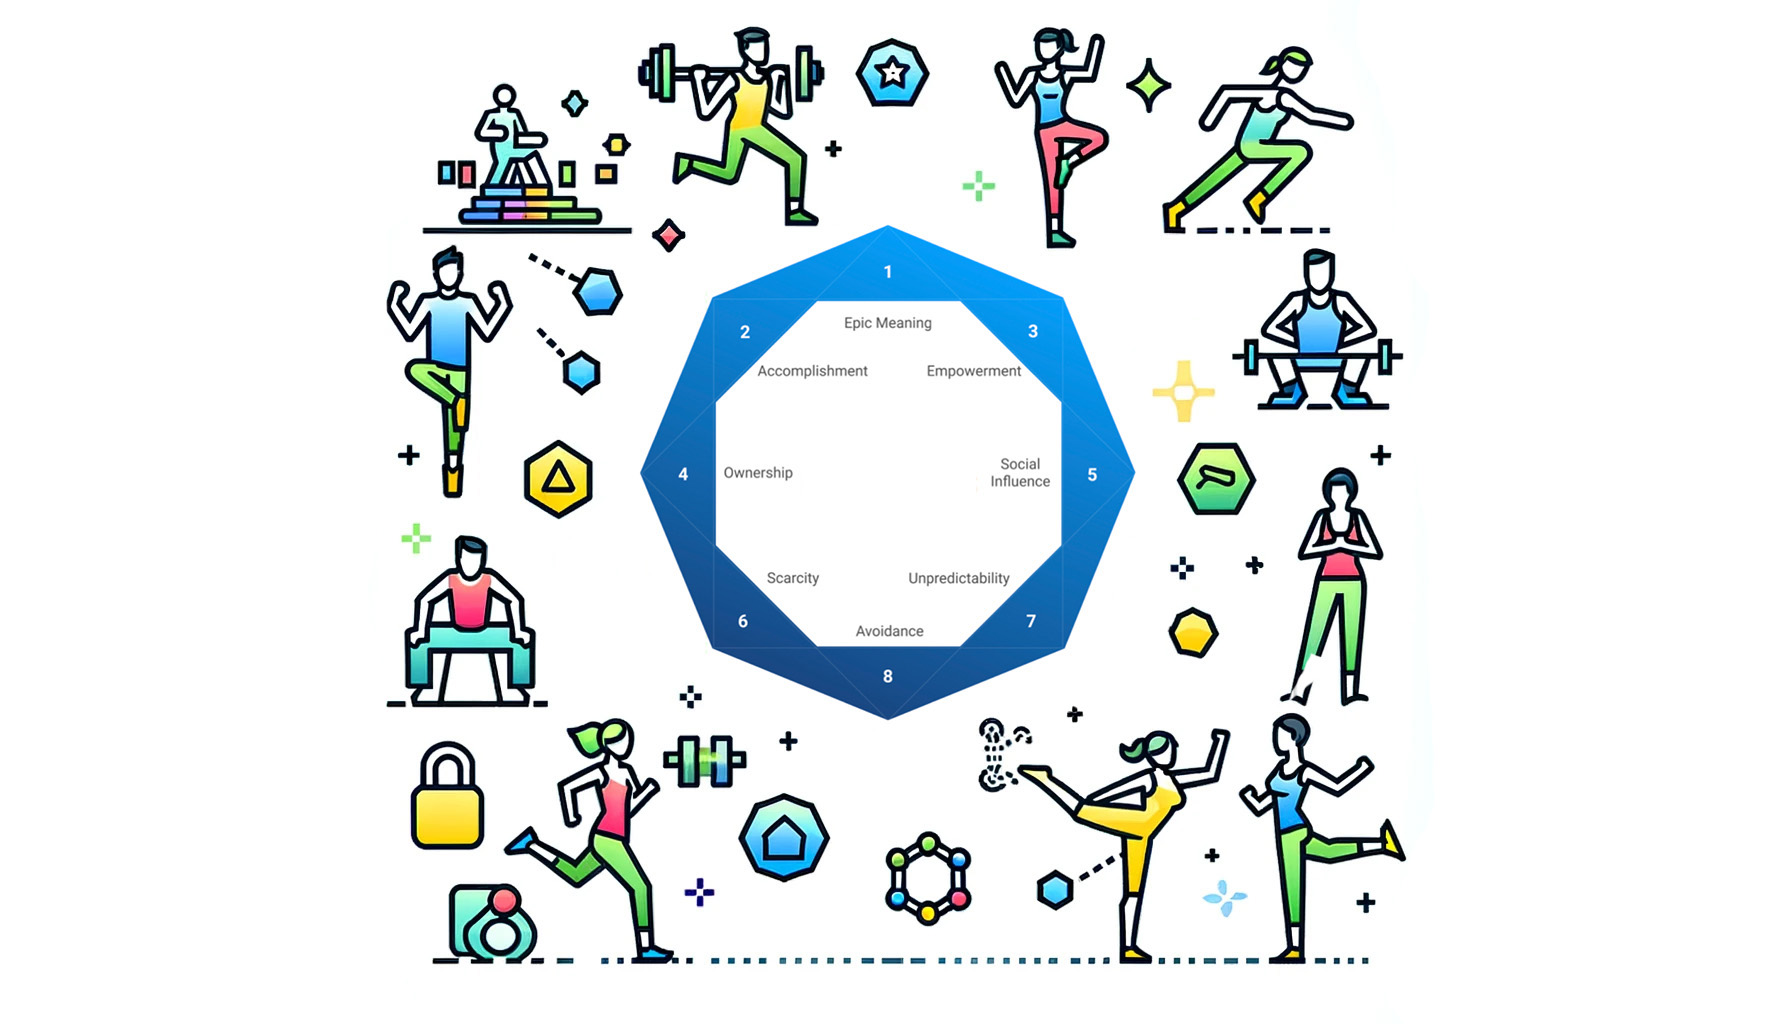 1
Epic Meaning
2
Accomplishment
3
Empowerment
4
Ownership
5
Social
Influence
6
Scarcity
7
Unpredictability
8
Avoidance